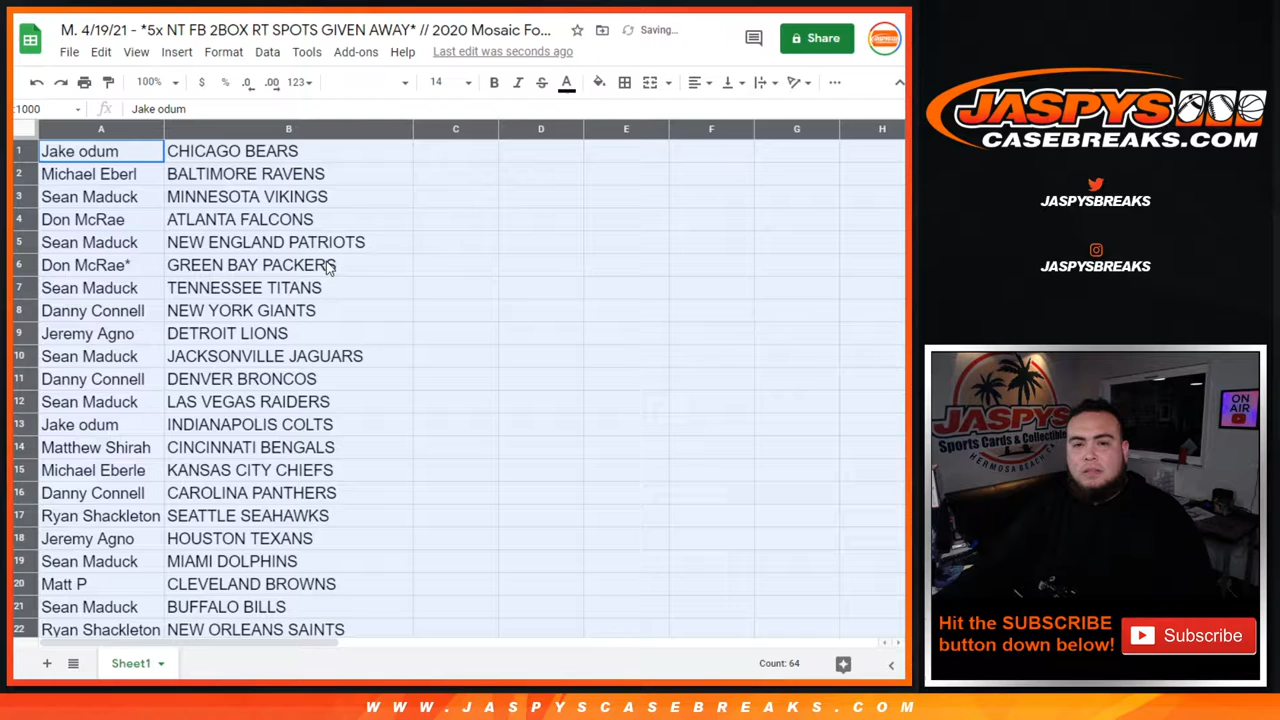 M. 4/19/21 - *5x NT FB 2BOX RT SPOTS GIVEN AWAY* // 2020 Mosaic Fo...
Saving...
Share
File Edit View Insert Format Data Tools Add-ons Help Last edit was seconds ago
100% $ % .0 .00 123 14 B I S A
:1000 fx Jake odum
A B C D E F G H
1 Jake odum CHICAGO BEARS
2 Michael Eberl BALTIMORE RAVENS
3 Sean Maduck MINNESOTA VIKINGS
4 Don McRae ATLANTA FALCONS
5 Sean Maduck NEW ENGLAND PATRIOTS
6 Don McRae* GREEN BAY PACKERS
7 Sean Maduck TENNESSEE TITANS
8 Danny Connell NEW YORK GIANTS
9 Jeremy Agno DETROIT LIONS
10 Sean Maduck JACKSONVILLE JAGUARS
11 Danny Connell DENVER BRONCOS
12 Sean Maduck LAS VEGAS RAIDERS
13 Jake odum INDIANAPOLIS COLTS
14 Matthew Shirah CINCINNATI BENGALS
15 Michael Eberle KANSAS CITY CHIEFS
16 Danny Connell CAROLINA PANTHERS
17 Ryan Shackleton SEATTLE SEAHAWKS
18 Jeremy Agno HOUSTON TEXANS
19 Sean Maduck MIAMI DOLPHINS
20 Matt P CLEVELAND BROWNS
21 Sean Maduck BUFFALO BILLS
22 Ryan Shackleton NEW ORLEANS SAINTS
Sheet1
Count: 64
JASPYS
CASEBREAKS.COM
JASPYSBREAKS
JASPYSBREAKS
JASPYS
Sports Cards & Collectibles
HERMOSA BEACH CA
ON
AIR
Hit the SUBSCRIBE
button down below!
Subscribe
WWW.JASPYSCASEBREAKS.COM